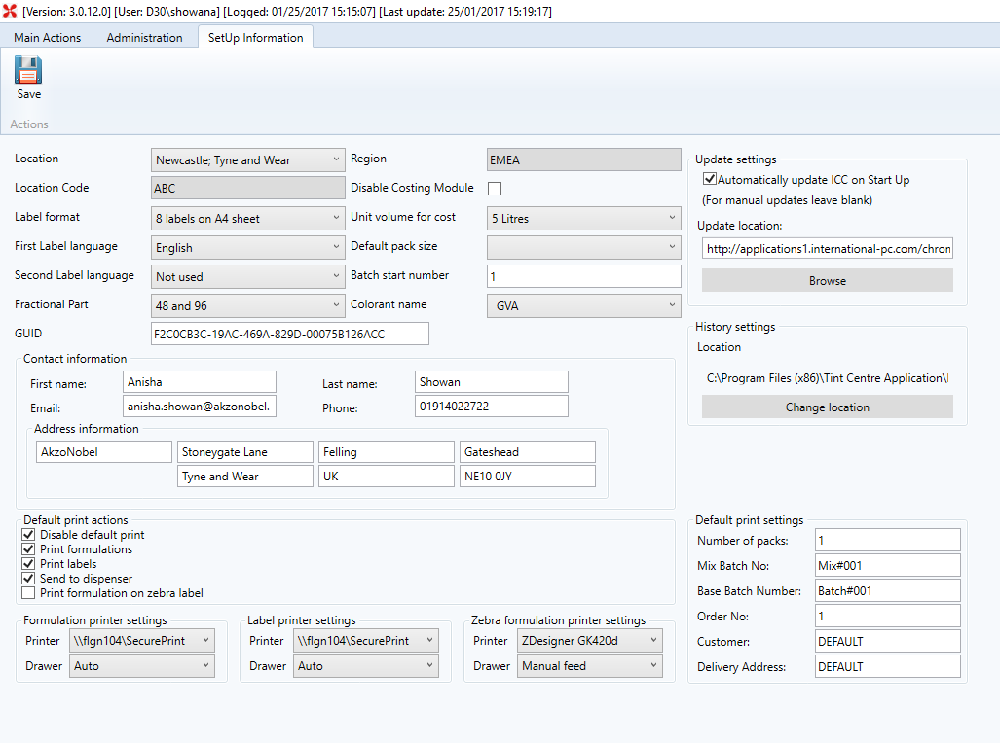 [Version: 3.0.12.0] [User: D30\showana] [Logged: 01/25/2017 15:15:07] [Last update: 25/01/2017 15:19:17]
Main Actions Administration SetUp Information
Save
Actions
Location Newcastle; Tyne and Wear Region EMEA
Location Code ABC Disable Costing Module
Label format 8 labels on A4 sheet Unit volume for cost 5 Litres
First Label language English Default pack size
Second Label language Not used Batch start number 1
Fractional Part 48 and 96 Colorant name GVA
GUID F2C0CB3C-19AC-469A-829D-00075B126ACC
Update settings
Automatically update ICC on Start Up
(For manual updates leave blank)
Update location:
http://applications1.international-pc.com/chron
Browse
History settings
Location
C:\Program Files (x86)\Tint Centre Application\
Change location
Contact information
First name: Anisha Last name: Showan
Email: anisha.showan@akzonobel. Phone: 01914022722
Address information
AkzoNobel Stoneygate Lane Felling Gateshead
Tyne and Wear UK NE10 0JY
Default print actions
Disable default print
Print formulations
Print labels
Send to dispenser
Print formulation on zebra label
Default print settings
Number of packs: 1
Mix Batch No: Mix#001
Base Batch Number: Batch#001
Order No: 1
Customer: DEFAULT
Delivery Address: DEFAULT
Formulation printer settings
Printer \\flgn104\SecurePrint
Drawer Auto
Label printer settings
Printer \\flgn104\SecurePrint
Drawer Auto
Zebra formulation printer settings
Printer ZDesigner GK420d
Drawer Manual feed